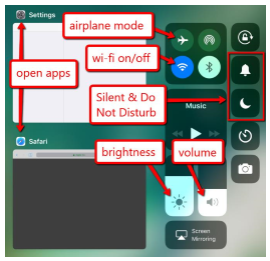 Settings
airplane mode
wi-fi on/off
open apps
Silent & Do
Not Disturb
Music
Safari
brightness
volume
Screen
Mirroring